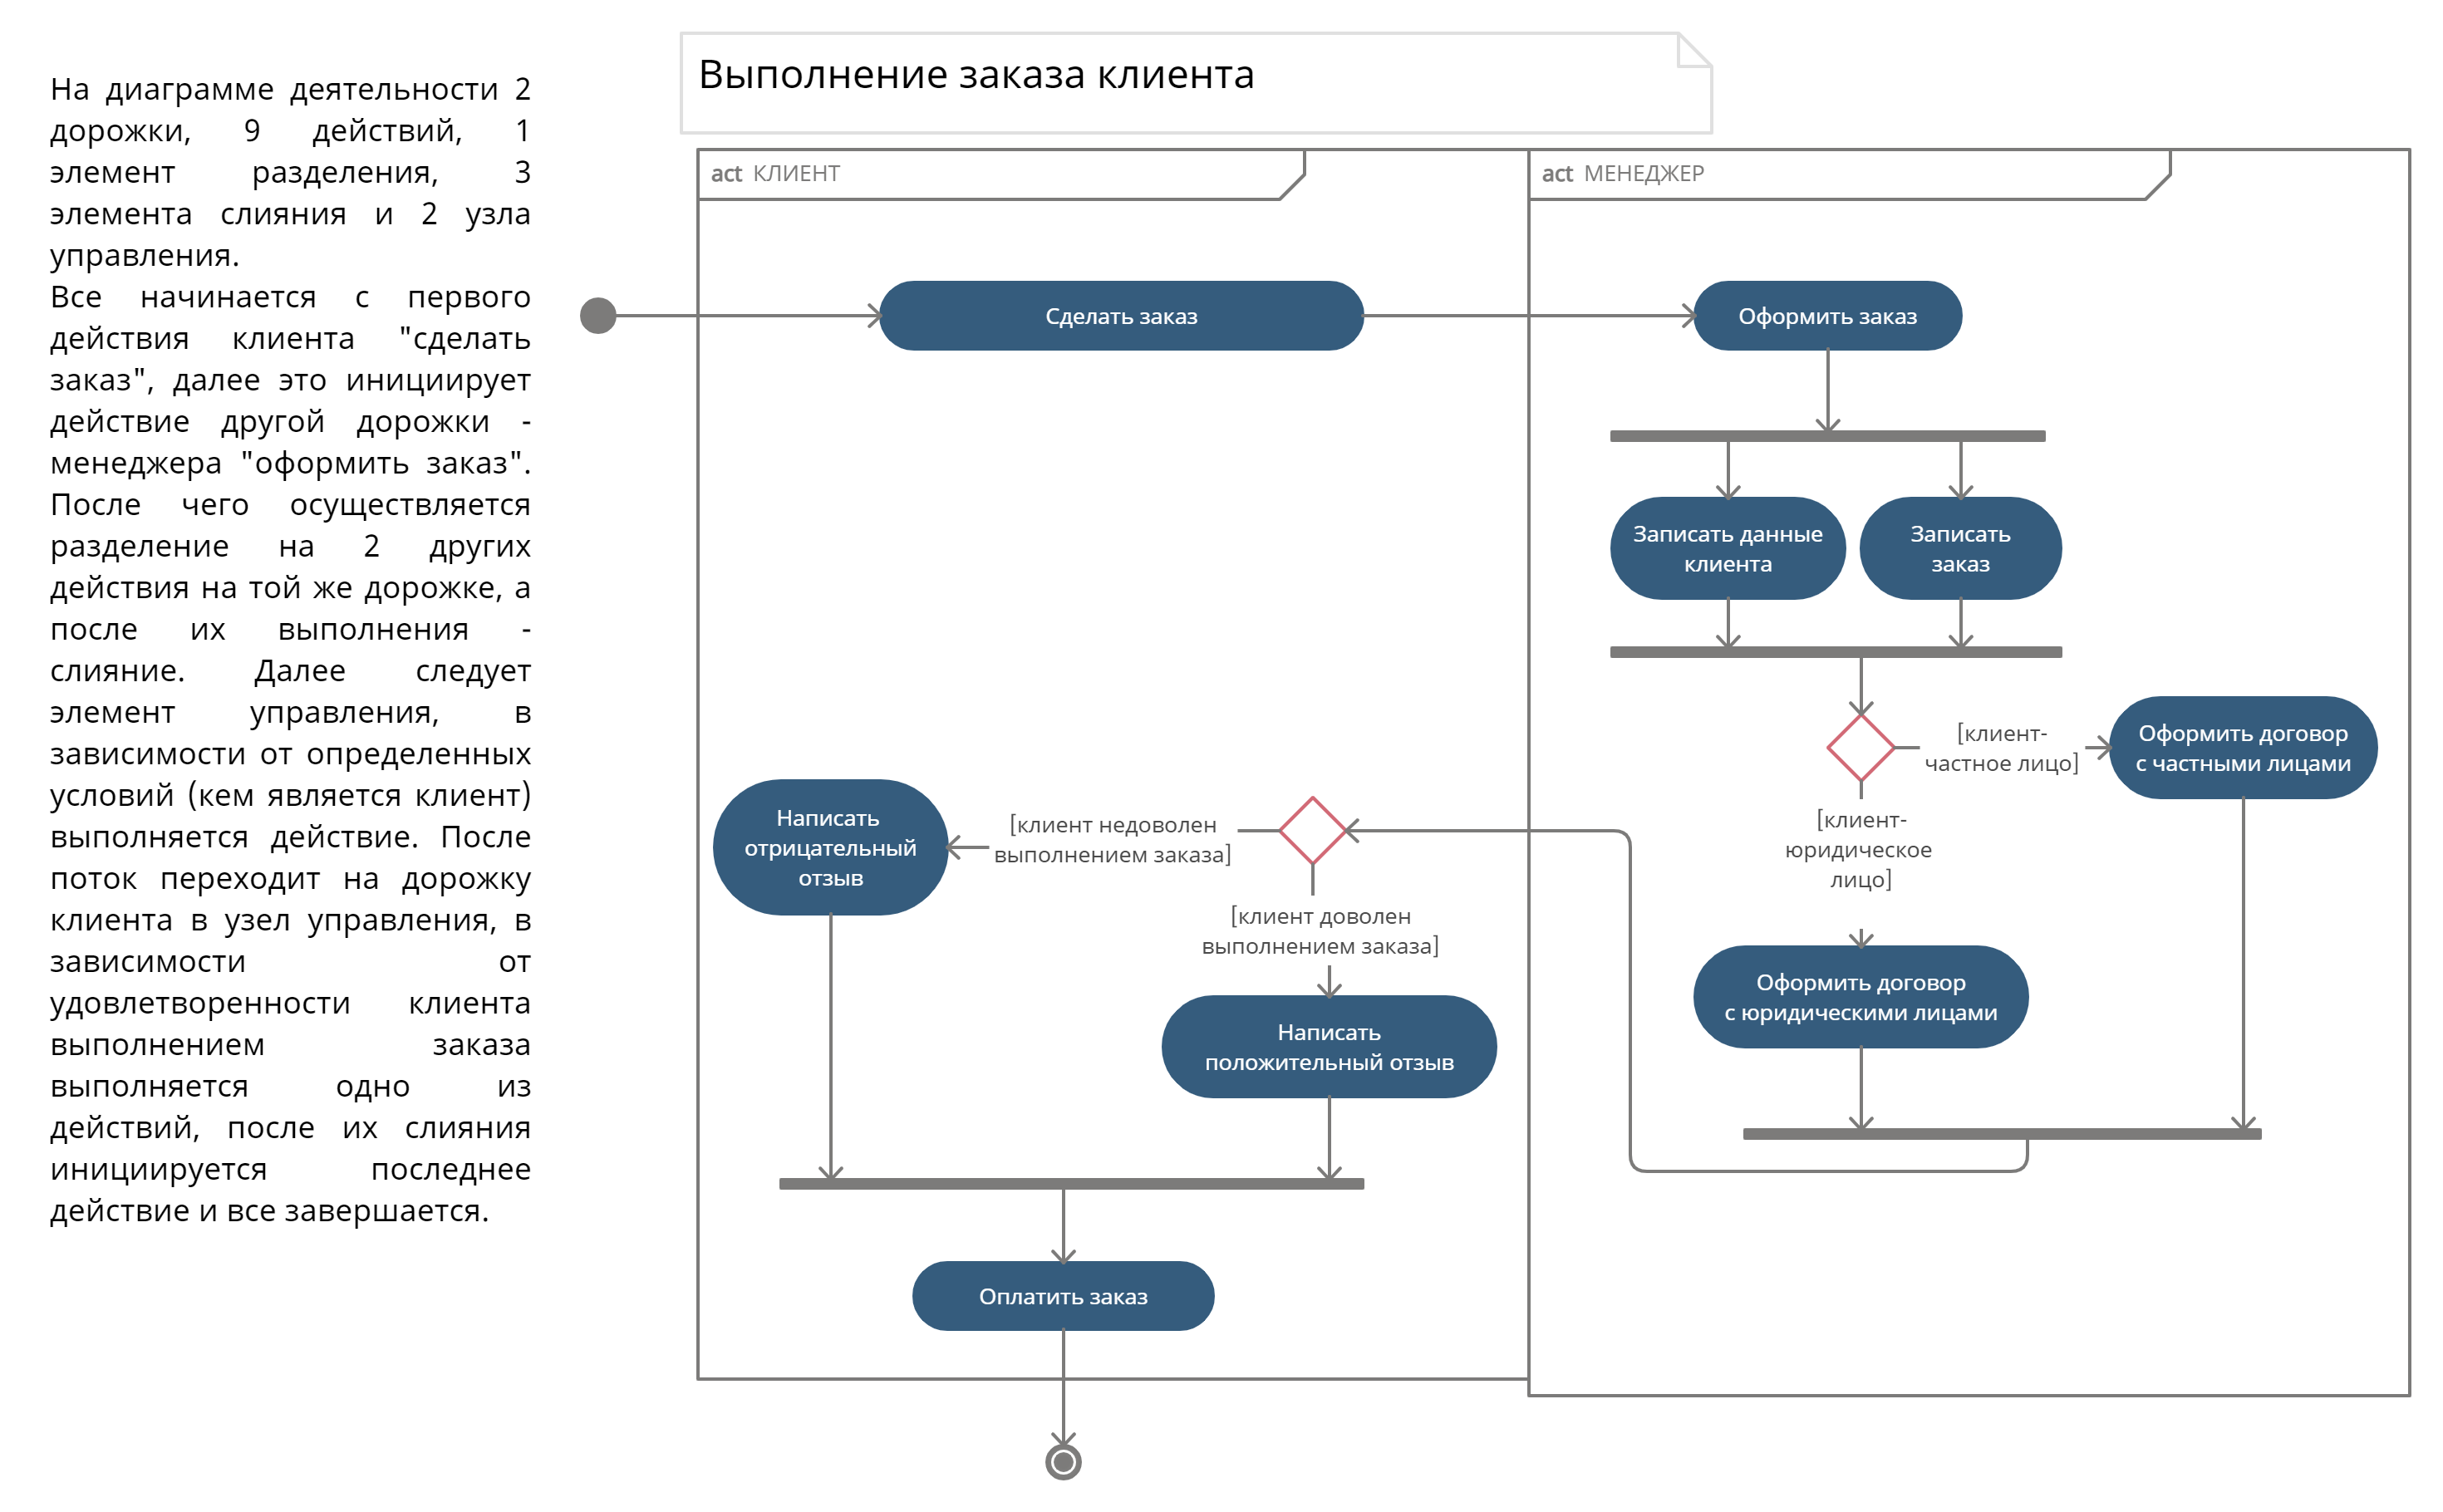 На диаграмме деятельности 2
дорожки, 9 действий, 1
элемент разделения, 3
элемента слияния и 2 узла
управления.
Все начинается с первого
действия клиента "сделать
заказ", далее это инициирует
действие другой дорожки -
менеджера "оформить заказ".
После чего осуществляется
разделение на 2 других
действия на той же дорожке, а
после их выполнения -
слияние. Далее следует
элемент управления, в
зависимости от определенных
условий (кем является клиент)
выполняется действие. После
поток переходит на дорожку
клиента в узел управления, в
зависимости от
удовлетворенности клиента
выполнением заказа
выполняется одно из
действий, после их слияния
инициируется последнее
действие и все завершается.
Выполнение заказа клиента
act КЛИЕНТ
act МЕНЕДЖЕР
Сделать заказ
Оформить заказ
Записать данные
клиента
Записать
заказ
[клиент-
частное лицо]
Оформить договор
с частными лицами
[клиент-
юридическое
лицо]
Оформить договор
с юридическими лицами
[клиент недоволен
выполнением заказа]
Написать
отрицательный
отзыв
[клиент доволен
выполнением заказа]
Написать
положительный отзыв
Оплатить заказ